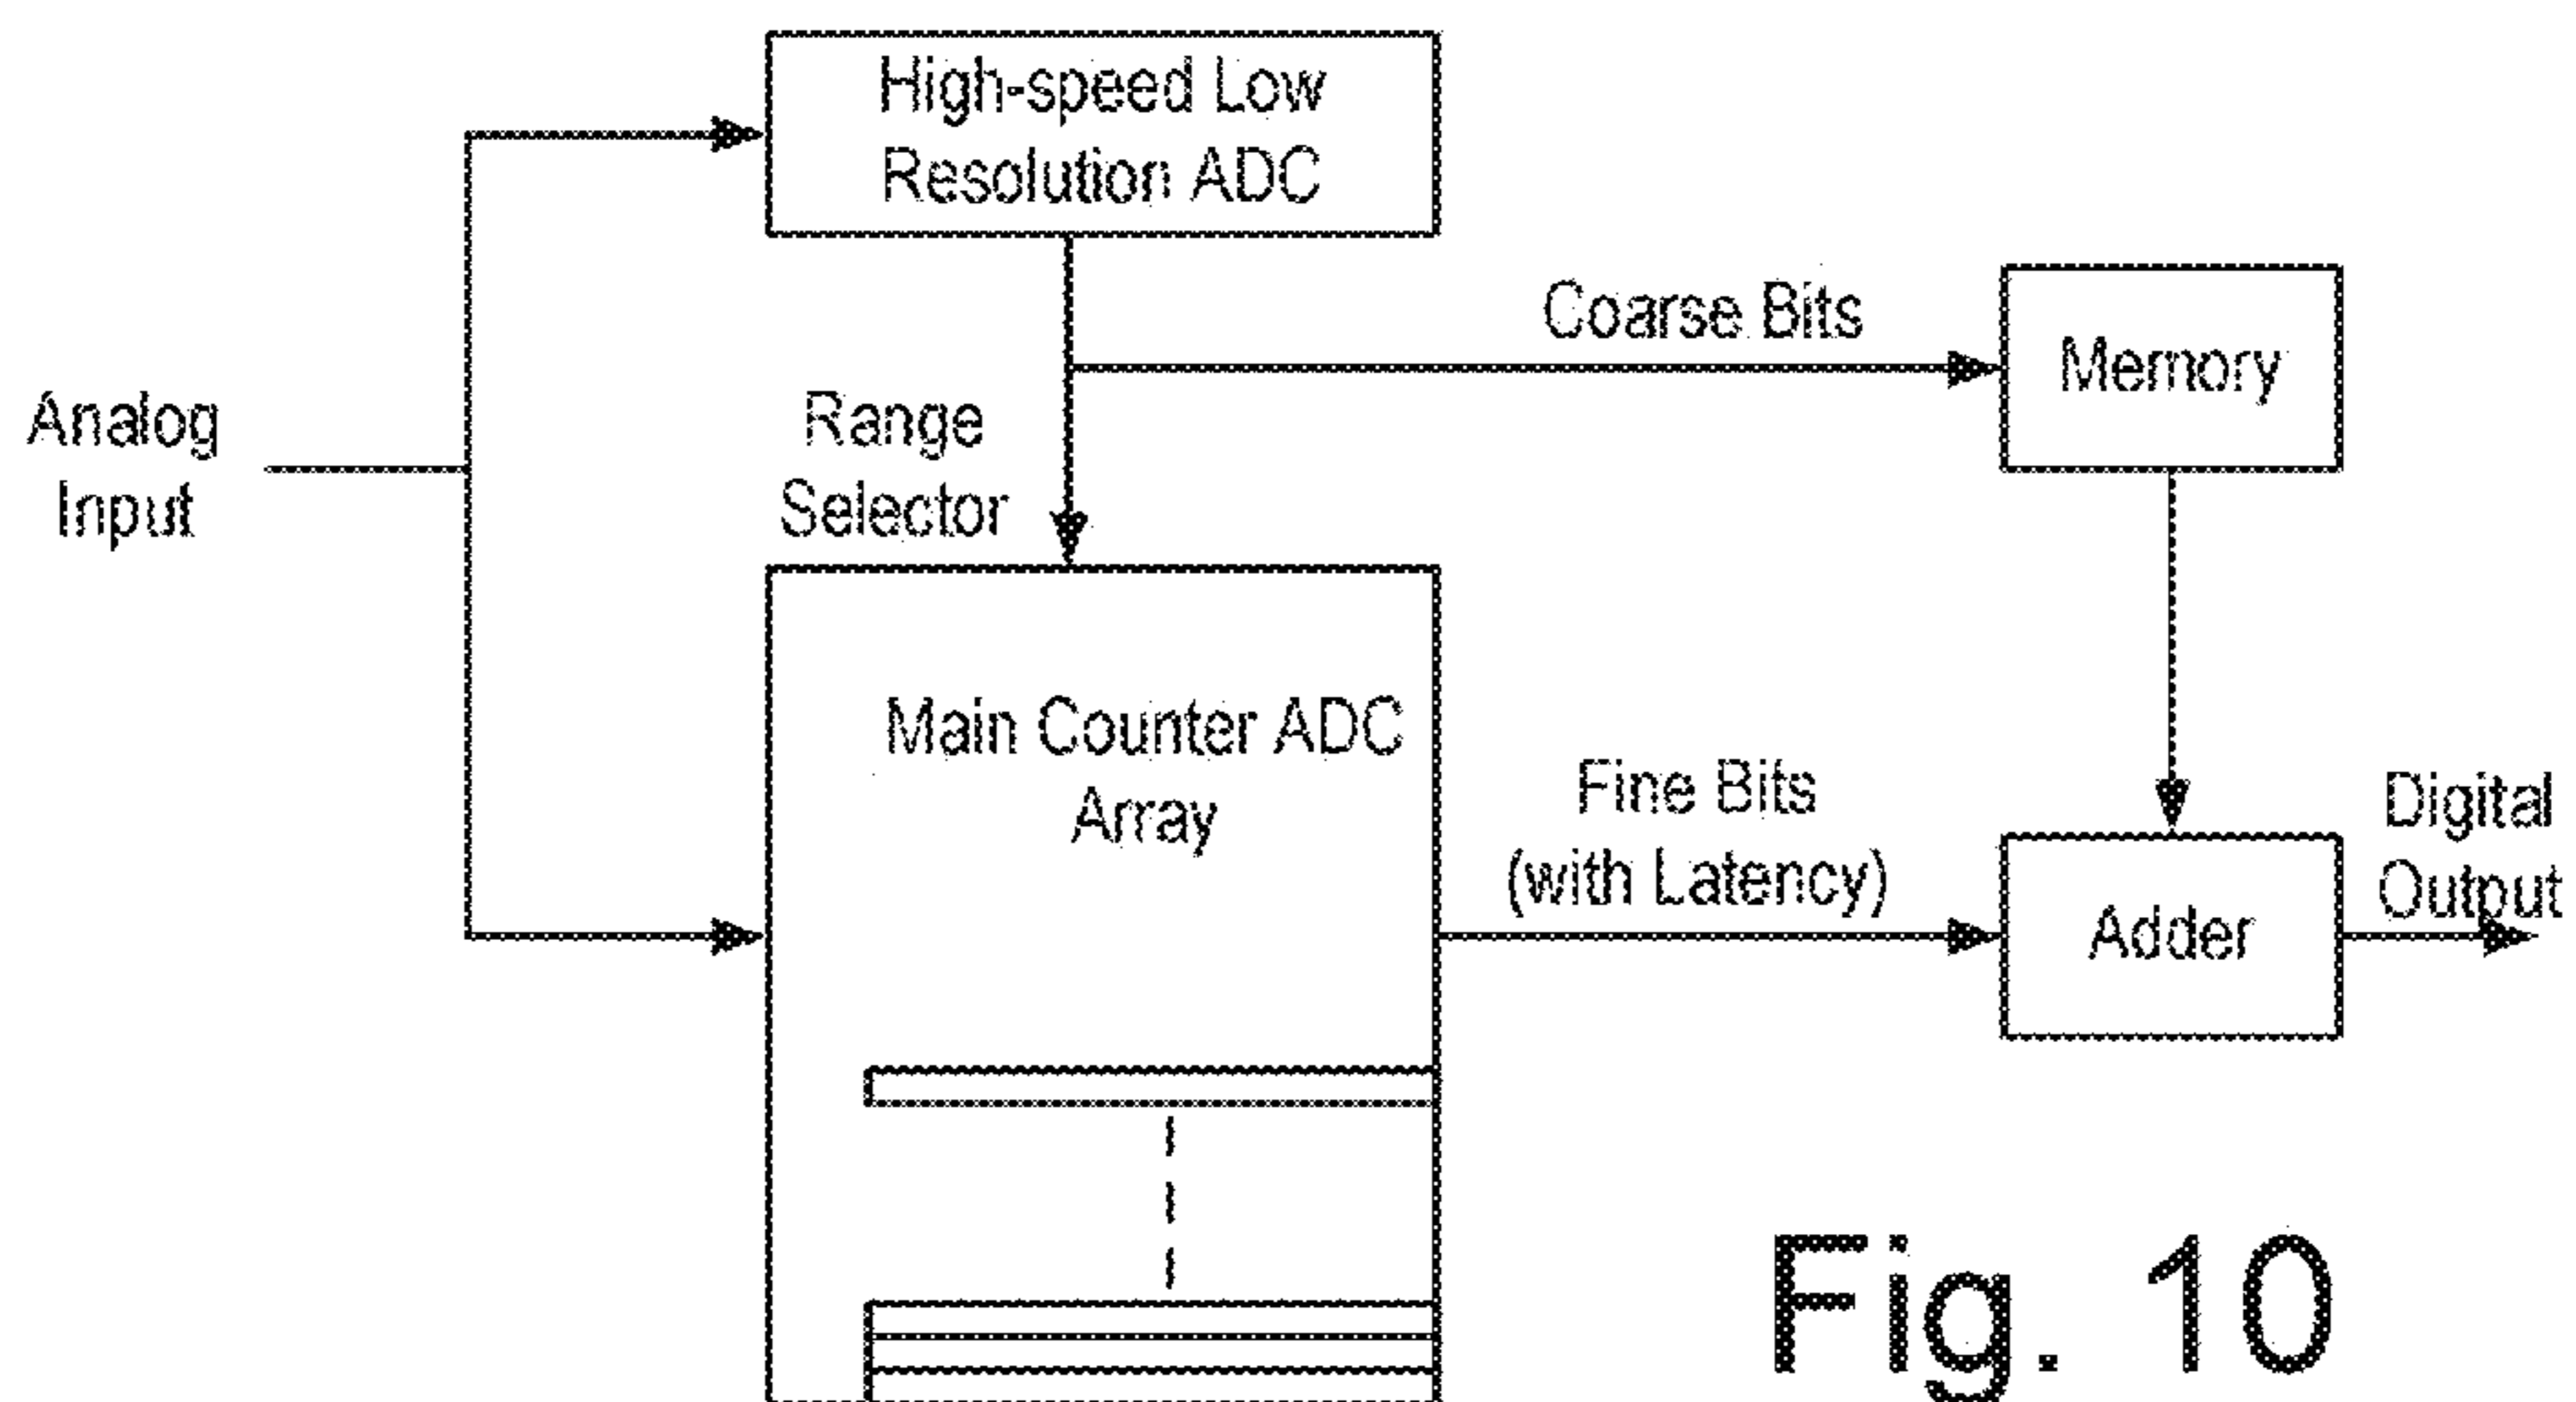 High-speed Low
Resolution ADC
Coarse Bits
Memory
Analog
Input
Range
Selector
Main Counter ADC
Array
Fine Bits
(with Latency)
Adder
Digital
Output
Fig. 10